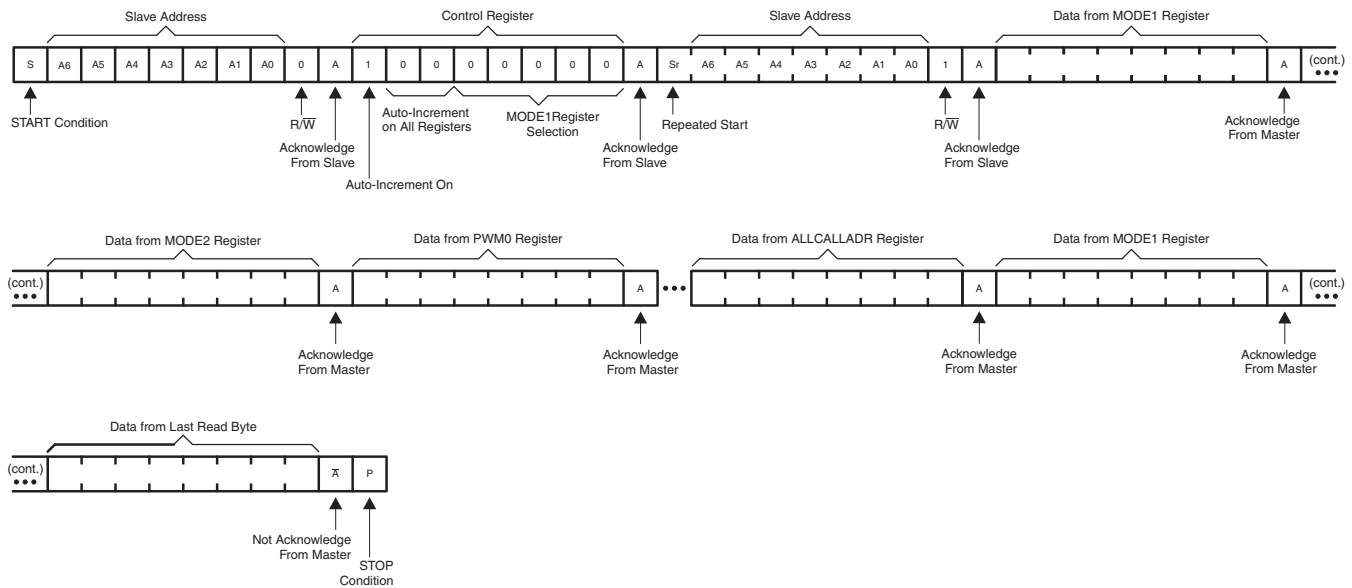 Slave Address Control Register Slave Address Data from MODE1 Register
S A6 A5 A4 A3 A2 A1 A0 0 A 1 0 0 0 0 0 0 0 A Sr A6 A5 A4 A3 A2 A1 A0 1 A A (cont.)
START Condition
R/W̅
Acknowledge
From Slave
Auto-Increment On
Auto-Increment
on All Registers
MODE1Register
Selection
Acknowledge
From Slave
Repeated Start
R/W̅
Acknowledge
From Slave
Acknowledge
From Master
Data from MODE2 Register Data from PWM0 Register Data from ALLCALLADR Register Data from MODE1 Register
(cont.) A A A A (cont.)
Acknowledge
From Master
Acknowledge
From Master
Acknowledge
From Master
Acknowledge
From Master
Data from Last Read Byte
(cont.) A̅ P
Not Acknowledge
From Master
STOP
Condition